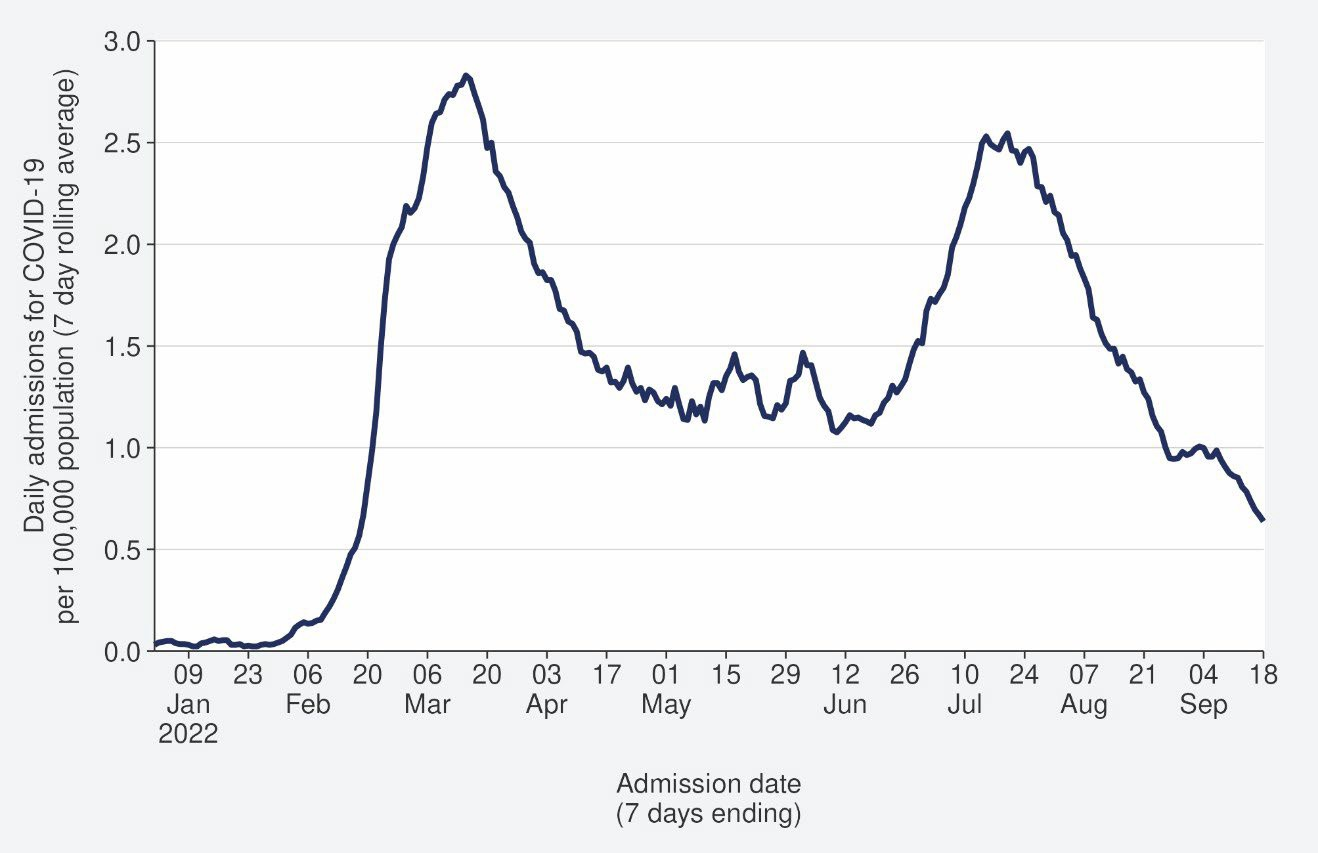 Daily admissions for COVID-19
per 100,000 population (7 day rolling average)
3.0
2.5
2.0
1.5
1.0
0.5
0.0
09 23 06 20 06 20 03 17 01 15 29 12 26 10 24 07 21 04 18
Jan Feb Mar Apr May Jun Jul Aug Sep
2022
Admission date
(7 days ending)